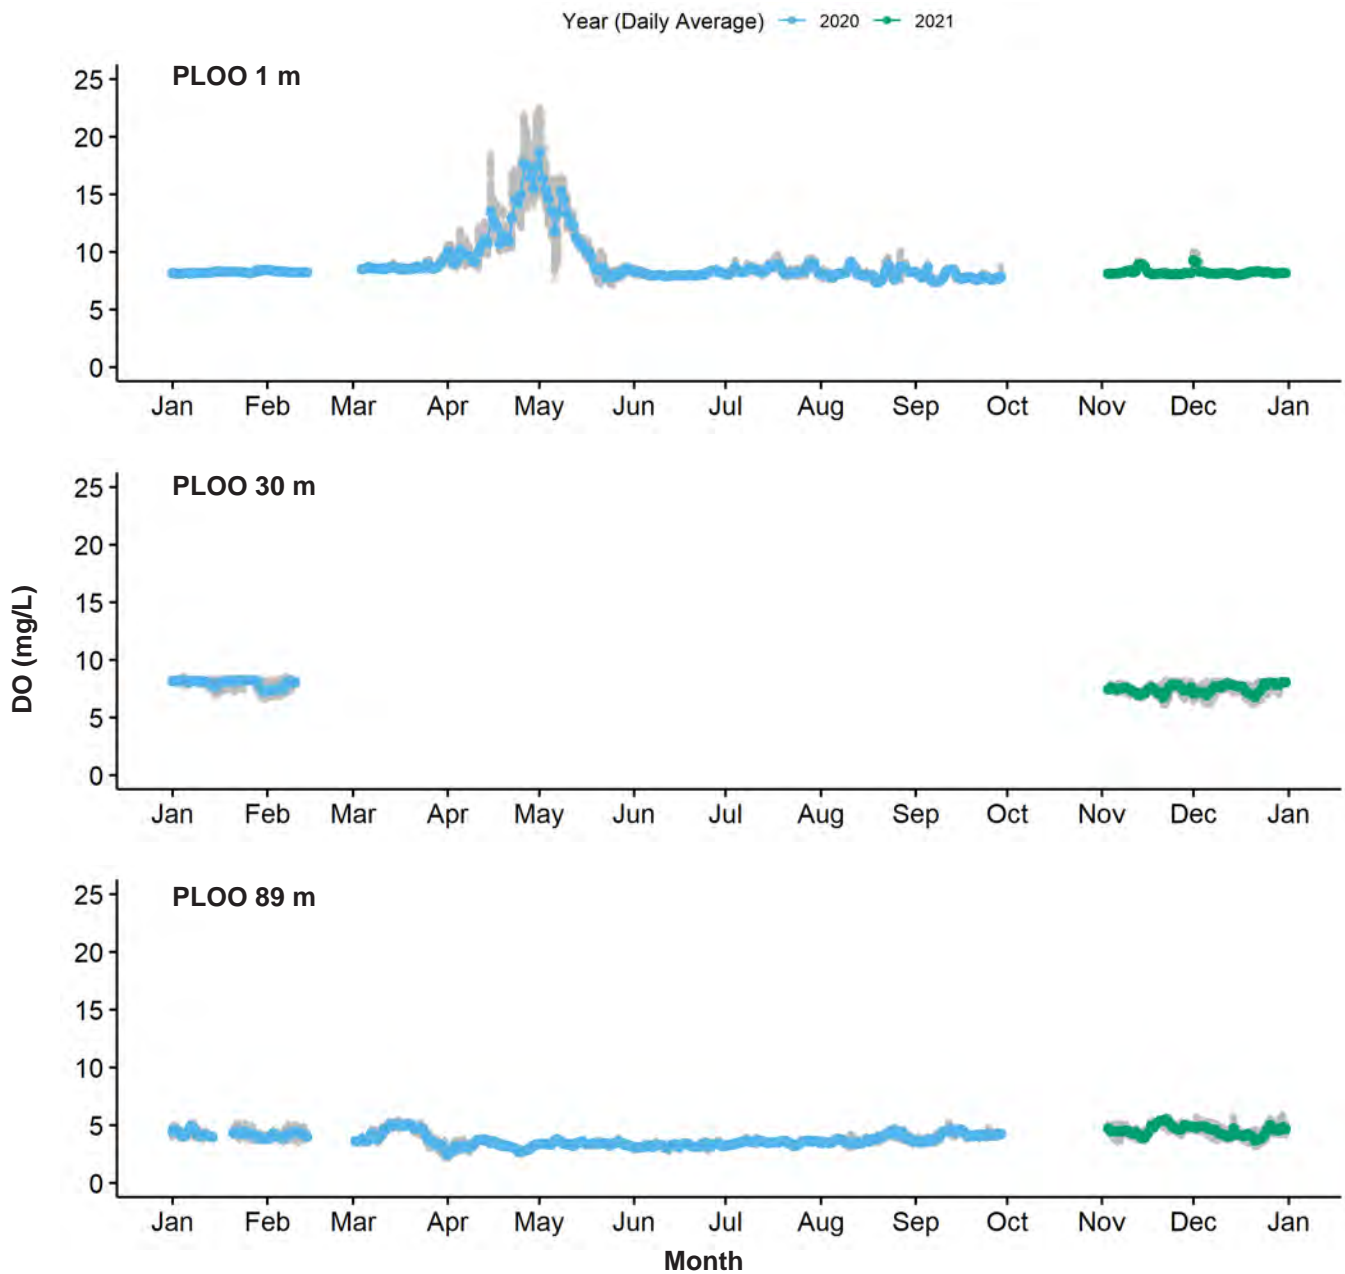 Year (Daily Average) 2020 2021
PLOO 1 m
25
20
15
10
5
0
Jan Feb Mar Apr May Jun Jul Aug Sep Oct Nov Dec Jan
PLOO 30 m
25
20
15
10
5
0
Jan Feb Mar Apr May Jun Jul Aug Sep Oct Nov Dec Jan
DO (mg/L)
PLOO 89 m
25
20
15
10
5
0
Jan Feb Mar Apr May Jun Jul Aug Sep Oct Nov Dec Jan
Month